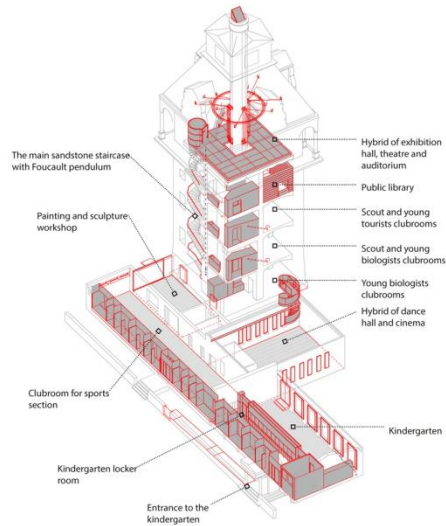 Hybrid of exhibition
hall, theatre and
auditorium
The main sandstone staircase
with Foucault pendulum
Public library
Painting and sculpture
workshop
Scout and young
tourists clubrooms
Scout and young
biologists clubrooms
Young biologists
clubrooms
Hybrid of dance
hall and cinema
Clubroom for sports
section
Kindergarten
Kindergarten locker
room
Entrance to the
kindergarten